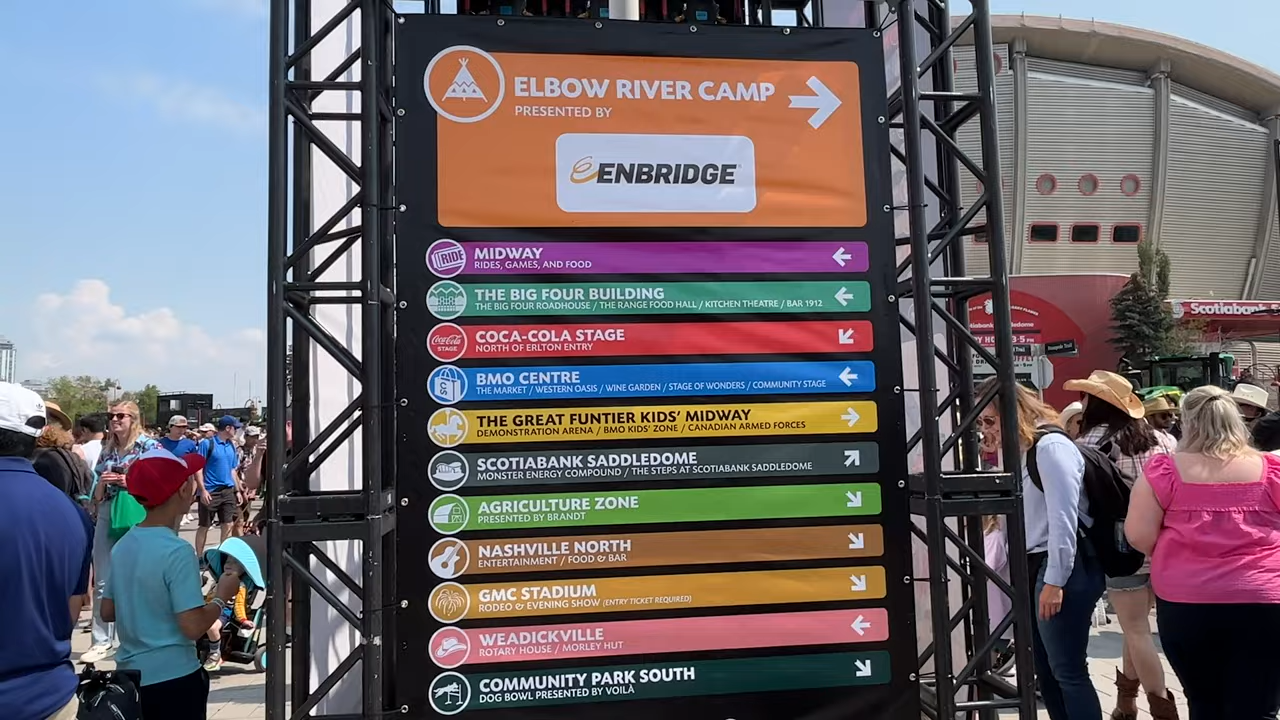 ELBOW RIVER CAMP
PRESENTED BY
ENBRIDGE
RIDE
MIDWAY
RIDES, GAMES, AND FOOD
THE BIG FOUR BUILDING
THE BIG FOUR ROADHOUSE / THE RANGE FOOD HALL / KITCHEN THEATRE / BAR 1912
Coca-Cola
STAGE
COCA-COLA STAGE
NORTH OF ERLTON ENTRY
BMO CENTRE
THE MARKET / WESTERN OASIS / WINE GARDEN / STAGE OF WONDERS / COMMUNITY STAGE
THE GREAT FUNTIER KIDS' MIDWAY
DEMONSTRATION ARENA / BMO KIDS' ZONE / CANADIAN ARMED FORCES
SCOTIABANK SADDLEDOME
MONSTER ENERGY COMPOUND / THE STEPS AT SCOTIABANK SADDLEDOME
AGRICULTURE ZONE
PRESENTED BY BRANDT
NASHVILLE NORTH
ENTERTAINMENT / FOOD & BAR
GMC STADIUM
RODEO & EVENING SHOW (ENTRY TICKET REQUIRED)
WEADICKVILLE
ROTARY HOUSE / MORLEY HUT
COMMUNITY PARK SOUTH
DOG BOWL PRESENTED BY VOILÀ
Scotiabank